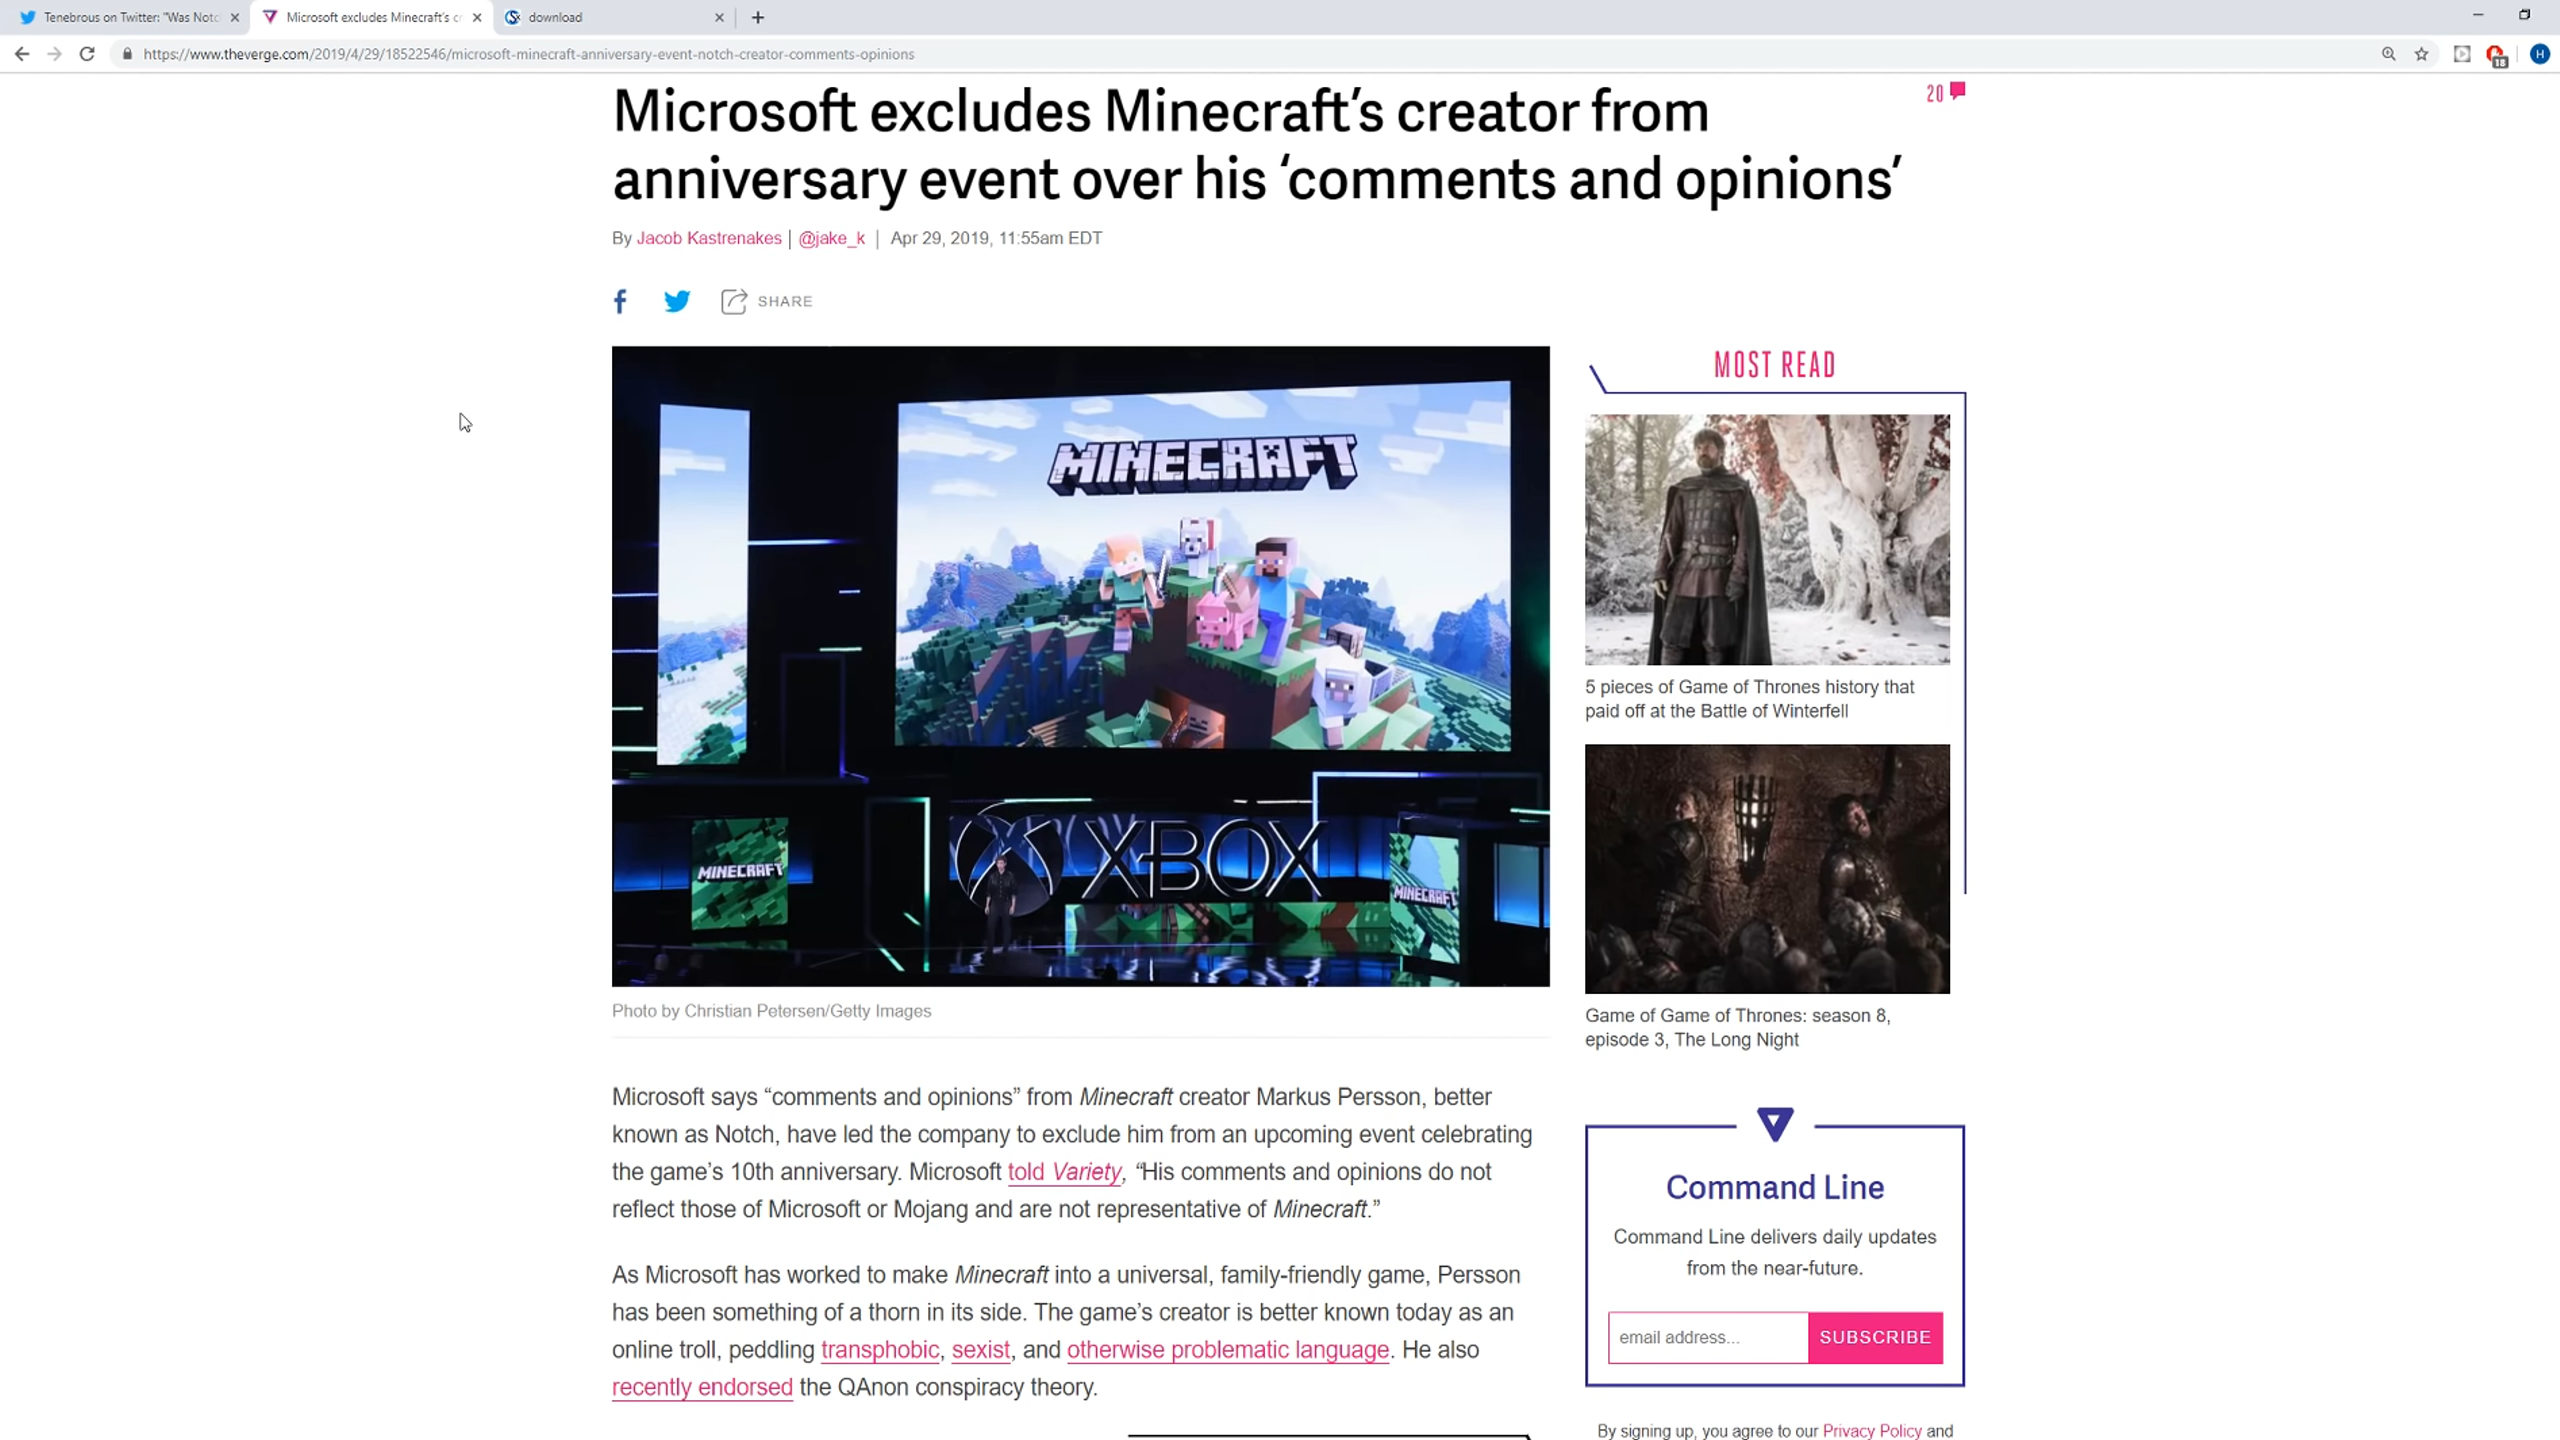 Tenebrous on Twitter: "Was Notc
Microsoft excludes Minecraft's cr
download
https://www.theverge.com/2019/4/29/18522546/microsoft-minecraft-anniversary-event-notch-creator-comments-opinions
18
H
Microsoft excludes Minecraft's creator from
anniversary event over his 'comments and opinions'
20
By Jacob Kastrenakes | @jake_k | Apr 29, 2019, 11:55am EDT
SHARE
MINECRAFT
MINECRAFT
XBOX
MINECRAFT
Photo by Christian Petersen/Getty Images
Microsoft says “comments and opinions” from Minecraft creator Markus Persson, better
known as Notch, have led the company to exclude him from an upcoming event celebrating
the game’s 10th anniversary. Microsoft told Variety, “His comments and opinions do not
reflect those of Microsoft or Mojang and are not representative of Minecraft.”
As Microsoft has worked to make Minecraft into a universal, family-friendly game, Persson
has been something of a thorn in its side. The game’s creator is better known today as an
online troll, peddling transphobic, sexist, and otherwise problematic language. He also
recently endorsed the QAnon conspiracy theory.
MOST READ
5 pieces of Game of Thrones history that
paid off at the Battle of Winterfell
Game of Game of Thrones: season 8,
episode 3, The Long Night
Command Line
Command Line delivers daily updates
from the near-future.
email address...
SUBSCRIBE
By signing up, you agree to our Privacy Policy and